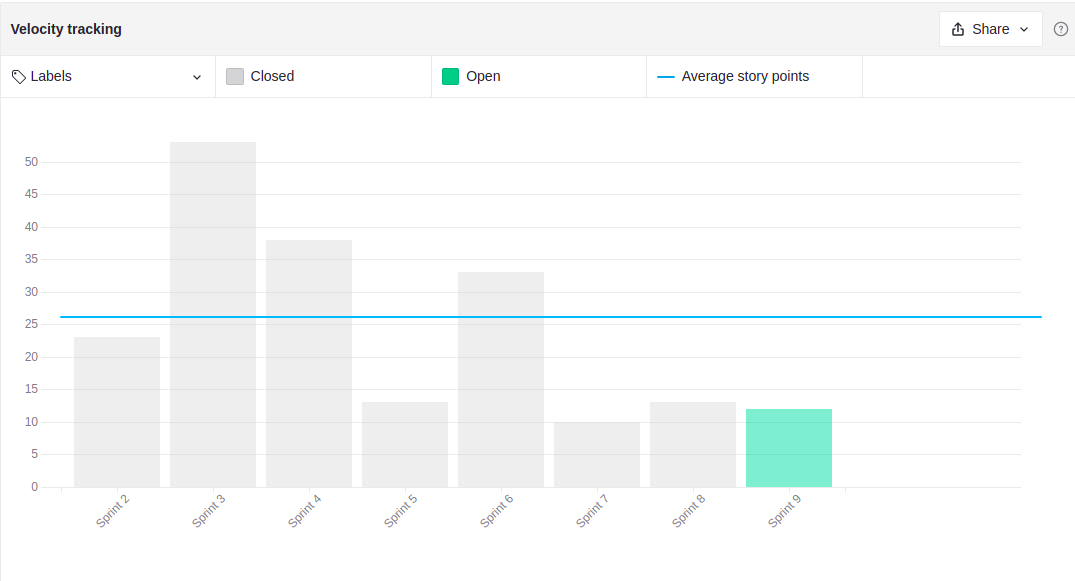 Velocity tracking
Share
?
Labels
Closed
Open
Average story points
50
45
40
35
30
25
20
15
10
5
0
Sprint 2
Sprint 3
Sprint 4
Sprint 5
Sprint 6
Sprint 7
Sprint 8
Sprint 9